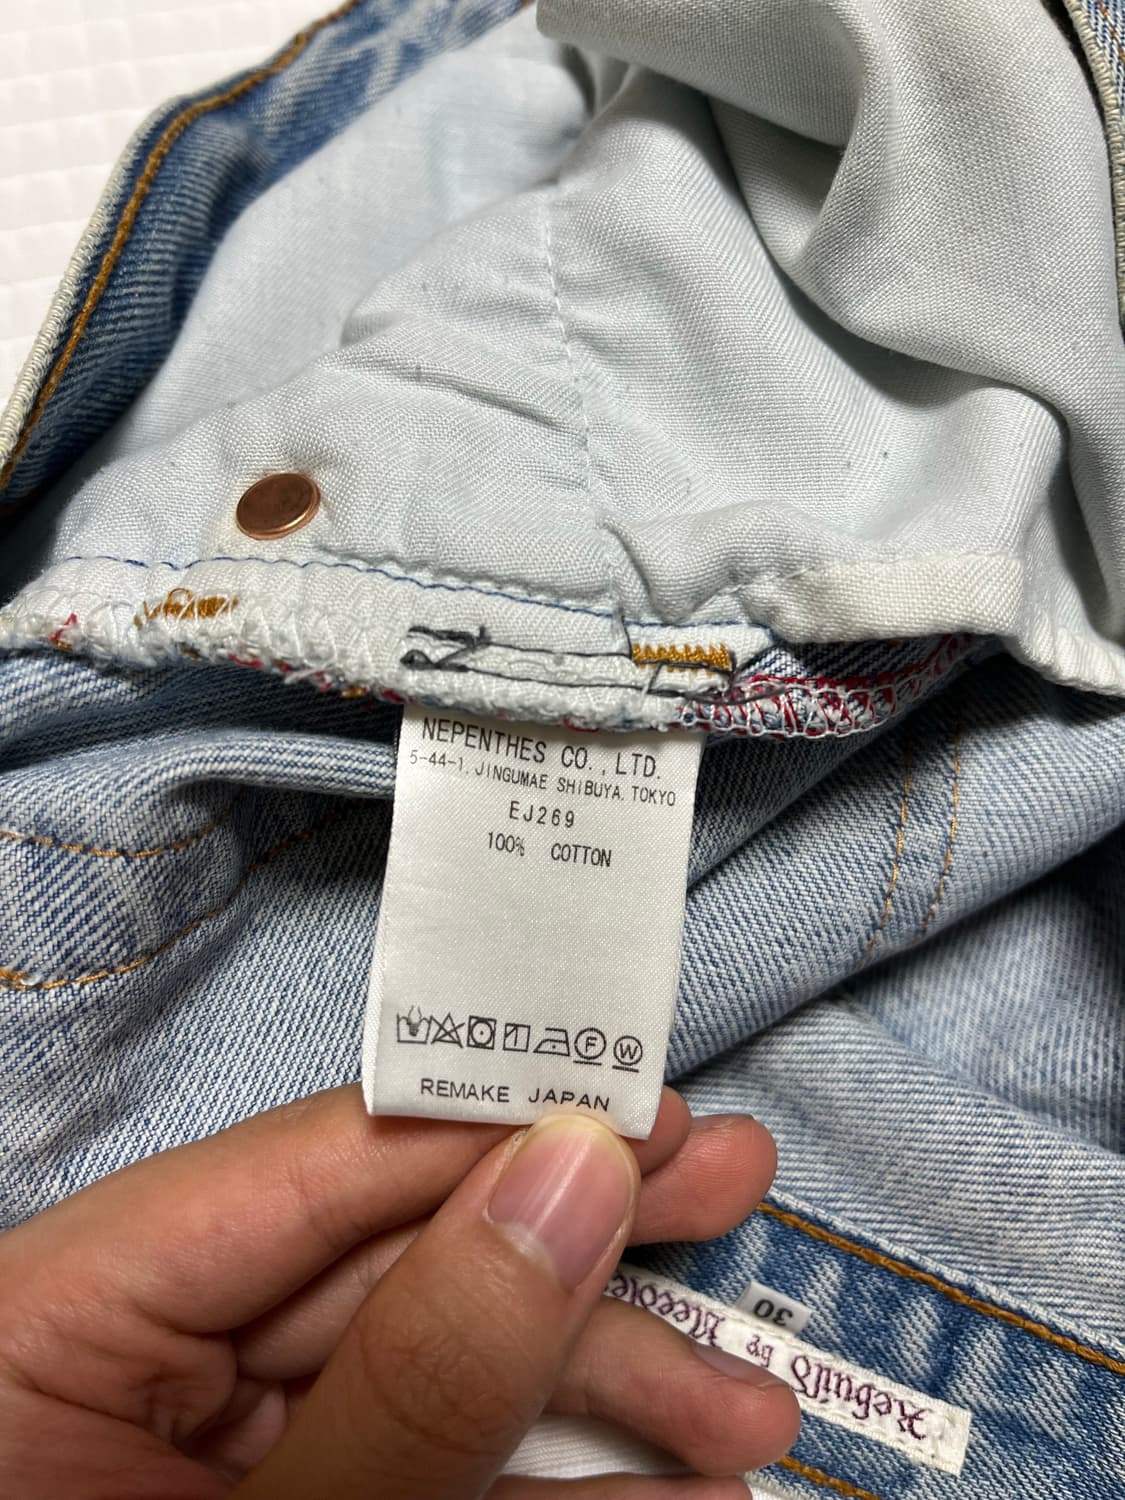 NEPENTHES CO., LTD.
5-44-1, JINGUMAE SHIBUYA. TOKYO
EJ269
100% COTTON
F W
REMAKE JAPAN
30
Rebuild by Needles